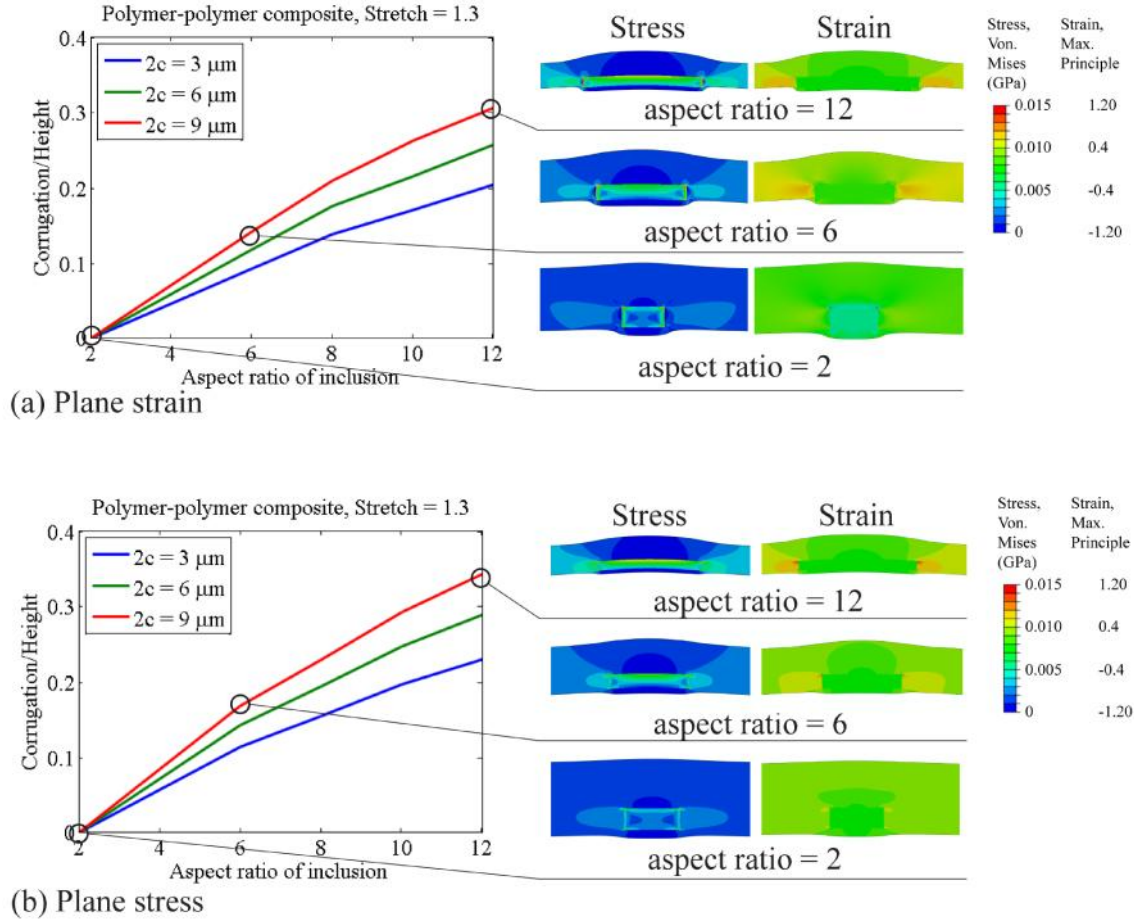 Polymer-polymer composite, Stretch = 1.3
0.4
0.3
0.2
0.1
0
Corrugation/Height
2c = 3 μm
2c = 6 μm
2c = 9 μm
2 4 6 8 10 12
Aspect ratio of inclusion
Stress Strain
aspect ratio = 12
aspect ratio = 6
aspect ratio = 2
Stress, Strain,
Von. Max.
Mises Principle
(GPa)
0.015 1.20
0.010 0.4
0.005 -0.4
0 -1.20
(a) Plane strain
Polymer-polymer composite, Stretch = 1.3
0.4
0.3
0.2
0.1
0
Corrugation/Height
2c = 3 μm
2c = 6 μm
2c = 9 μm
2 4 6 8 10 12
Aspect ratio of inclusion
Stress Strain
aspect ratio = 12
aspect ratio = 6
aspect ratio = 2
Stress, Strain,
Von. Max.
Mises Principle
(GPa)
0.015 1.20
0.010 0.4
0.005 -0.4
0 -1.20
(b) Plane stress